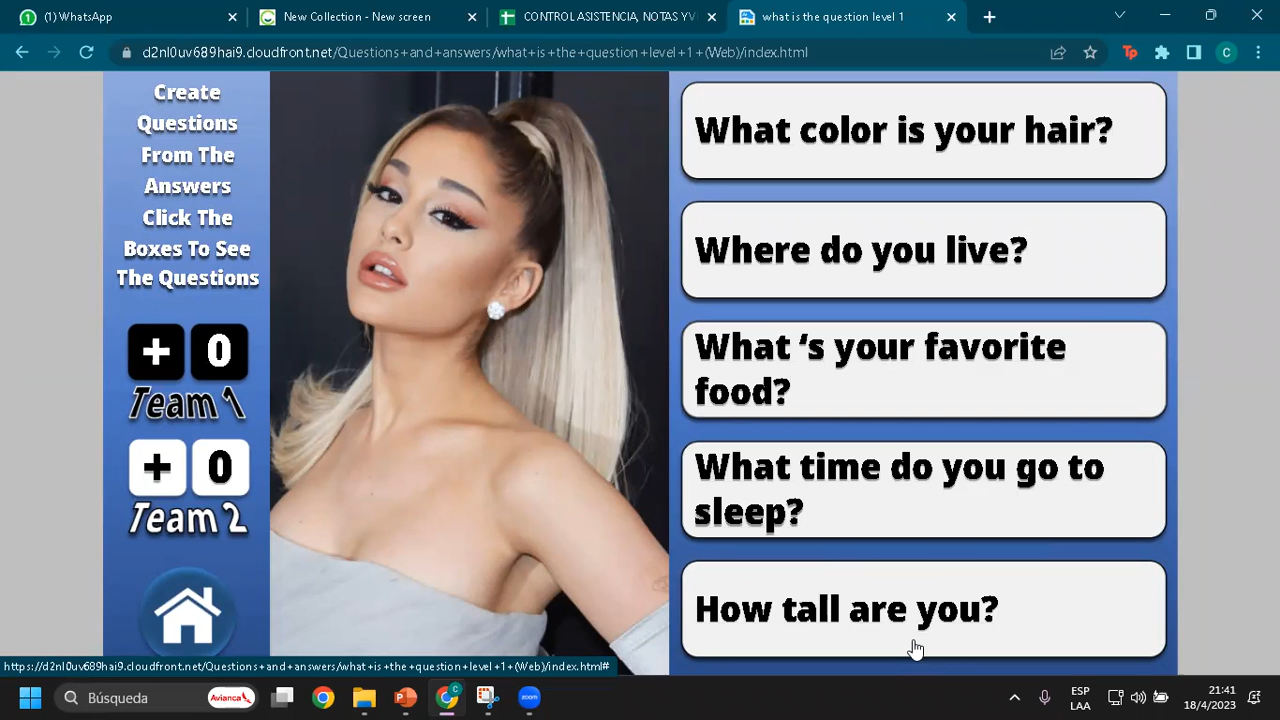 (1) WhatsApp
New Collection - New screen
CONTROL ASISTENCIA, NOTAS YV
what is the question level 1
d2nl0uv689hai9.cloudfront.net/Questions+and+answers/what+is+the+question+level+1+(Web)/index.html
Create
Questions
From The
Answers
Click The
Boxes To See
The Questions
+ 0
Team 1
+ 0
Team 2
What color is your hair?
Where do you live?
What ‘s your favorite
food?
What time do you go to
sleep?
How tall are you?
https://d2nl0uv689hai9.cloudfront.net/Questions+and+answers/what+is+the+question+level+1+(Web)/index.html#
Búsqueda
Avianca
ESP
LAA
21:41
18/4/2023